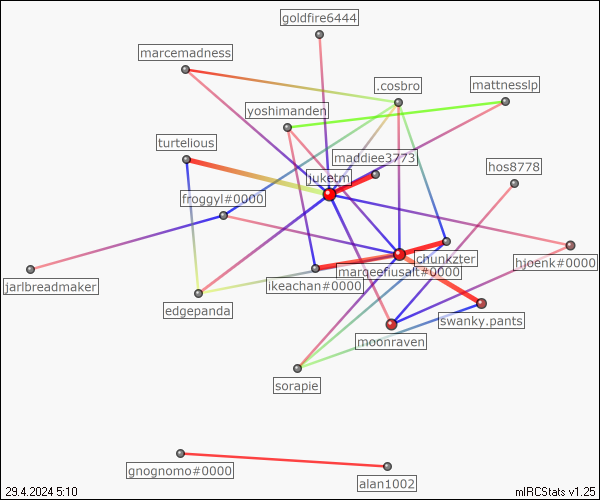 goldfire6444
marcemadness
.cosbro
mattnesslp
yoshimanden
turtelious
maddiee3773
hos8778
juketm
froggyl#0000
chunkzter
hjoenk#0000
marqeeflusalt#0000
jarlbreadmaker
ikeachan#0000
edgepanda
swanky.pants
moonraven
sorapie
gnognomo#0000
alan1002
29.4.2024 5:10
mIRCStats v1.25